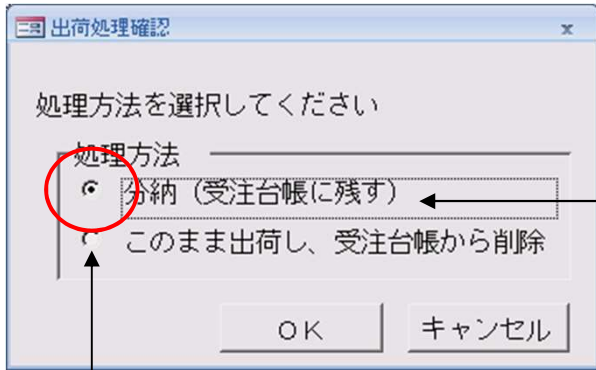 出荷処理確認
処理方法を選択してください
処理方法
分納（受注台帳に残す）
このまま出荷し、受注台帳から削除
ＯＫ
キャンセル